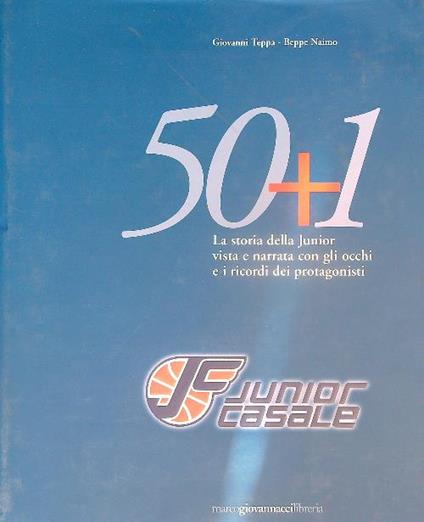 Giovanni Teppa - Beppe Naimo
50+1
La storia della Junior
vista e narrata con gli occhi
e i ricordi dei protagonisti
JC JUNIOR
CASALE
marcogiovannaccilibreria